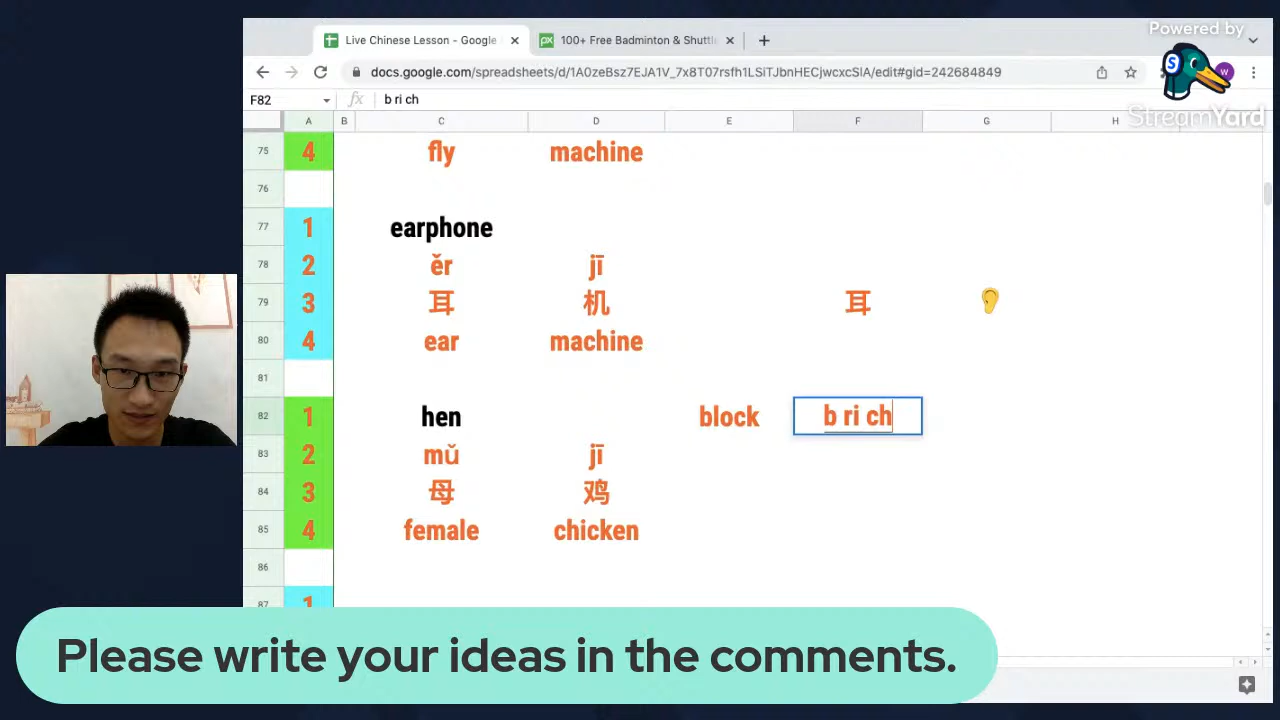 Powered by
Live Chinese Lesson - Google
100+ Free Badminton & Shuttl
docs.google.com/spreadsheets/d/1A0zeBsz7EJA1V_7x8T07rsfh1LSiTJbnHECjwcxcSlA/edit#gid=242684849
S
w
StreamYard
F82
fx
b ri ch
A B C D E F G H
75 4 fly machine
76
77 1 earphone
78 2 ěr jī
79 3 耳 机 耳
80 4 ear machine
81
82 1 hen block b ri ch
83 2 mǔ jī
84 3 母 鸡
85 4 female chicken
86
87 1
Please write your ideas in the comments.